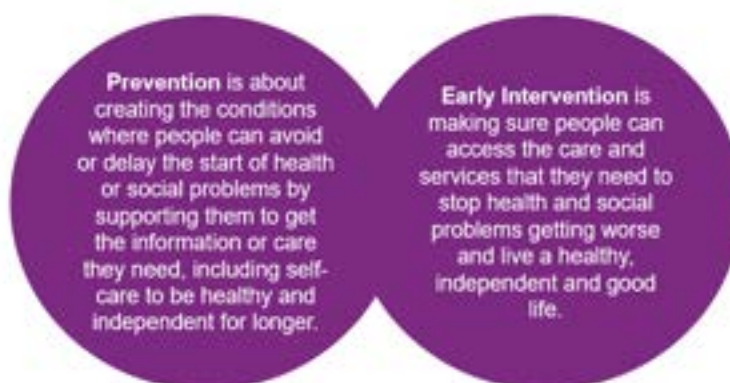 Prevention is about
creating the conditions
where people can avoid
or delay the start of health
or social problems by
supporting them to get
the information or care
they need, including self-
care to be healthy and
independent for longer.
Early Intervention is
making sure people can
access the care and
services that they need to
stop health and social
problems getting worse
and live a healthy,
independent and good
life.